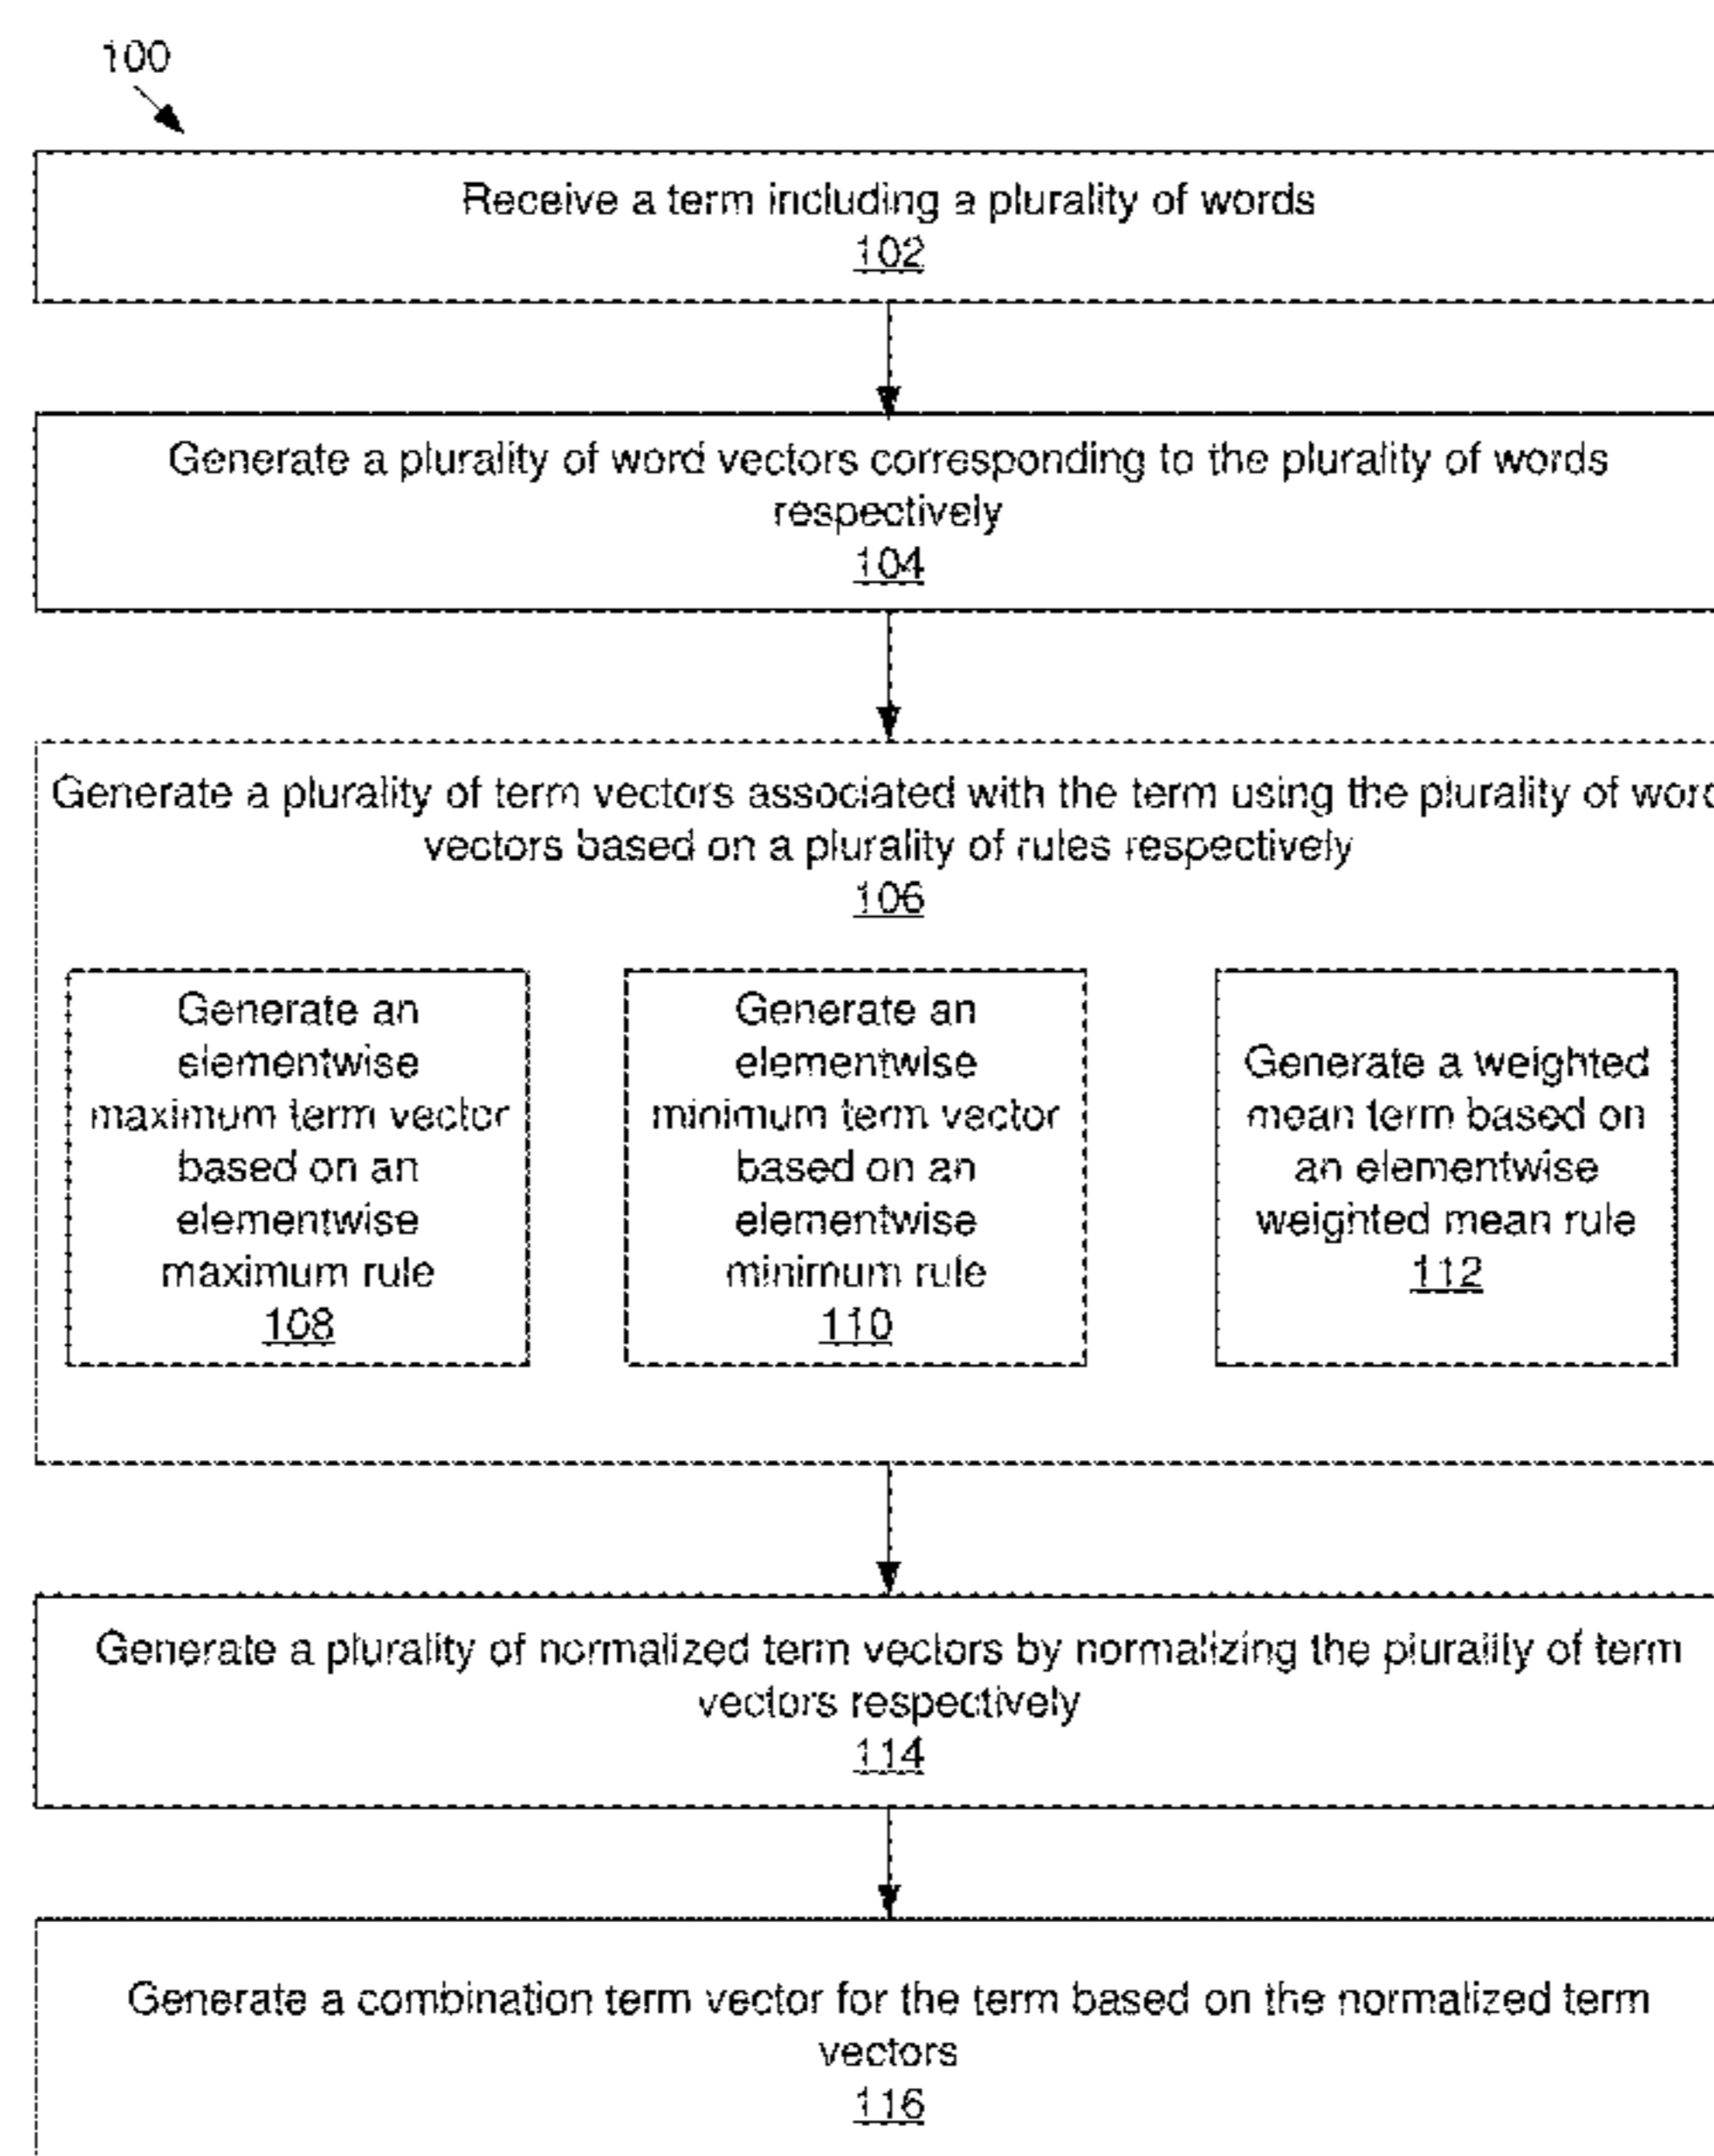 100
Receive a term including a plurality of words
102
Generate a plurality of word vectors corresponding to the plurality of words
respectively
104
Generate a plurality of term vectors associated with the term using the plurality of word
vectors based on a plurality of rules respectively
106
Generate an
elementwise
maximum term vector
based on an
elementwise
maximum rule
108
Generate an
elementwise
minimum term vector
based on an
elementwise
minimum rule
110
Generate a weighted
mean term based on
an elementwise
weighted mean rule
112
Generate a plurality of normalized term vectors by normalizing the plurality of term
vectors respectively
114
Generate a combination term vector for the term based on the normalized term
vectors
116